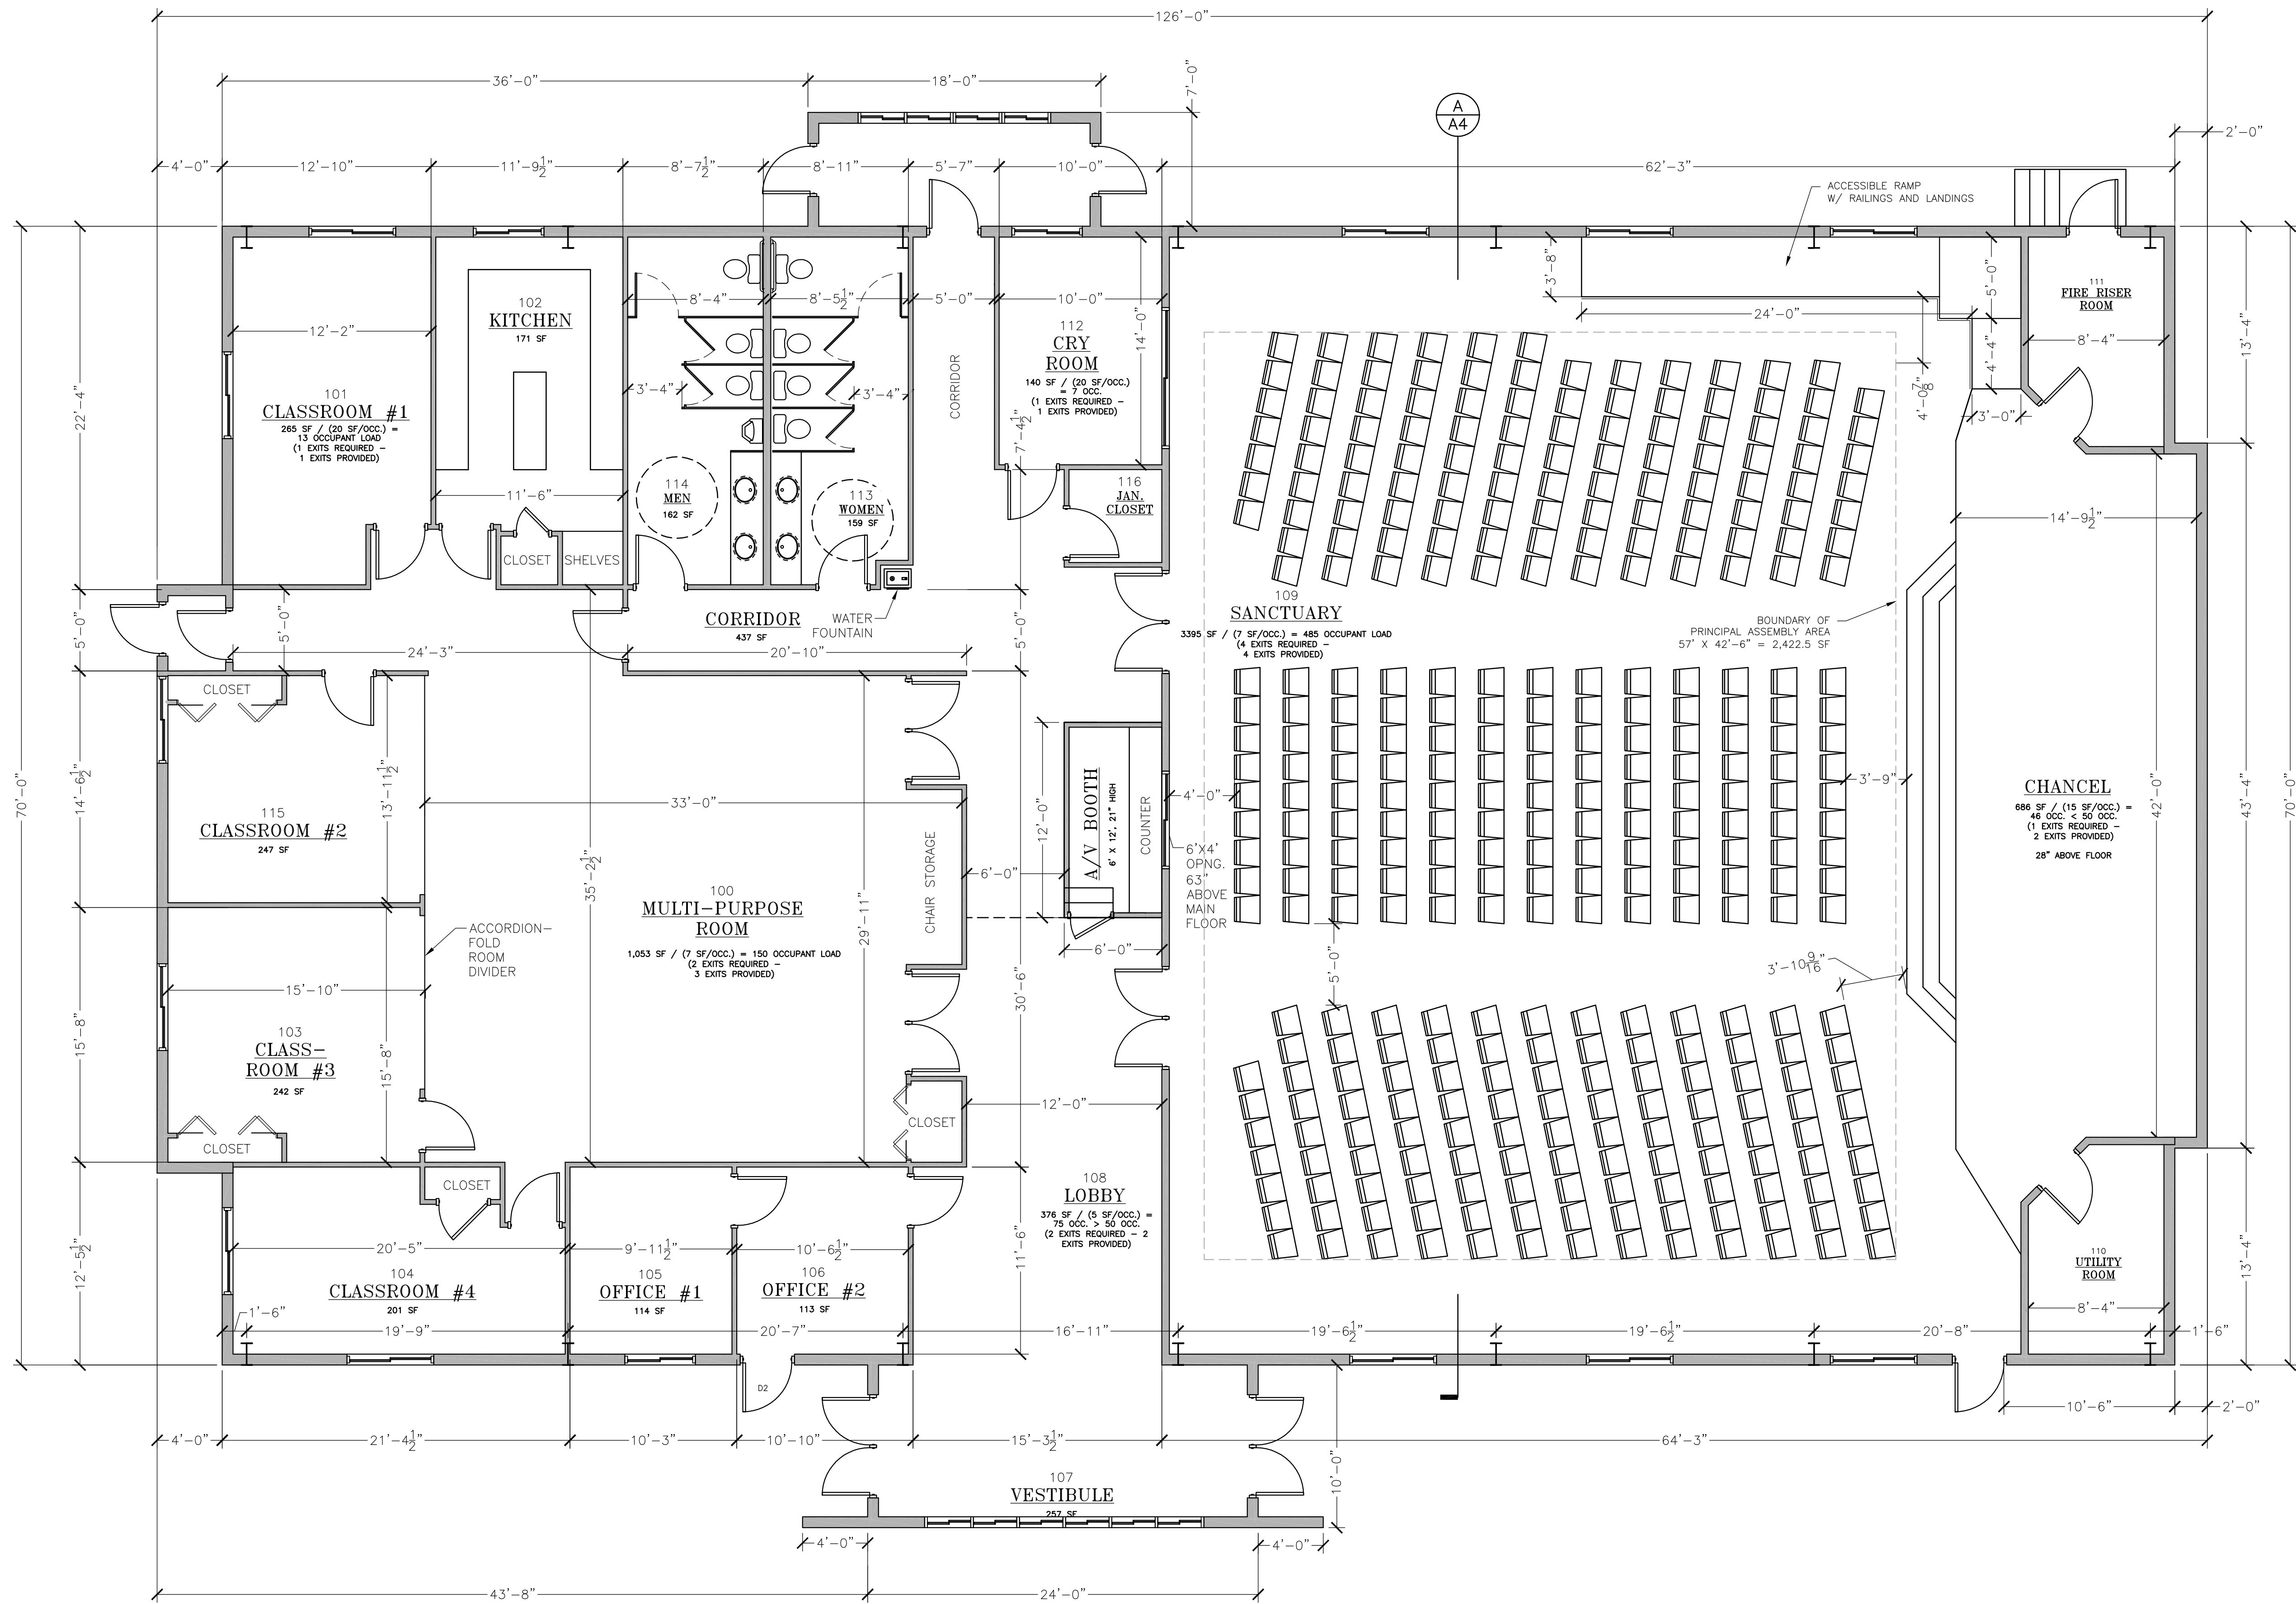 126'-0"
36'-0"
18'-0"
7'-0"
A
A4
2'-0"
4'-0"
12'-10"
11'-9 1/2"
8'-7 1/2"
8'-11"
5'-7"
10'-0"
62'-3"
ACCESSIBLE RAMP
W/ RAILINGS AND LANDINGS
70'-0"
22'-4"
5'-0"
14'-6 1/2"
15'-8"
12'-5 1/2"
12'-2"
101
CLASSROOM #1
265 SF / (20 SF/OCC.) =
13 OCCUPANT LOAD
(1 EXITS REQUIRED –
1 EXITS PROVIDED)
102
KITCHEN
171 SF
11'-6"
CLOSET
SHELVES
8'-4"
8'-5 1/2"
3'-4"
3'-4"
114
MEN
162 SF
113
WOMEN
159 SF
5'-0"
CORRIDOR
10'-0"
14'-0"
112
CRY
ROOM
140 SF / (20 SF/OCC.)
= 7 OCC.
(1 EXITS REQUIRED –
1 EXITS PROVIDED)
7'-4 1/2"
116
JAN.
CLOSET
3'-8"
24'-0"
5'-0"
4'-4"
3'-0"
4'-0 7/8"
111
FIRE RISER
ROOM
8'-4"
13'-4"
43'-4"
13'-4"
70'-0"
5'-0"
CORRIDOR
437 SF
WATER
FOUNTAIN
24'-3"
20'-10"
5'-0"
30'-6"
11'-6"
109
SANCTUARY
3395 SF / (7 SF/OCC.) = 485 OCCUPANT LOAD
(4 EXITS REQUIRED –
4 EXITS PROVIDED)
BOUNDARY OF
PRINCIPAL ASSEMBLY AREA
57' X 42'-6" = 2,422.5 SF
14'-9 1/2"
CHANCEL
686 SF / (15 SF/OCC.) =
46 OCC. < 50 OCC.
(1 EXITS REQUIRED –
2 EXITS PROVIDED)
28" ABOVE FLOOR
42'-0"
3'-9"
3'-10 9/16"
5'-0"
4'-0"
CLOSET
115
CLASSROOM #2
247 SF
13'-11 1/2"
33'-0"
35'-2 1/2"
29'-11"
100
MULTI-PURPOSE
ROOM
1,053 SF / (7 SF/OCC.) = 150 OCCUPANT LOAD
(2 EXITS REQUIRED –
3 EXITS PROVIDED)
CHAIR STORAGE
6'-0"
12'-0"
A/V BOOTH
6' X 12', 21" HIGH
COUNTER
6'X4'
OPNG.
63"
ABOVE
MAIN
FLOOR
6'-0"
ACCORDION–
FOLD
ROOM
DIVIDER
15'-10"
15'-8"
103
CLASS–
ROOM #3
242 SF
CLOSET
CLOSET
CLOSET
12'-0"
108
LOBBY
376 SF / (5 SF/OCC.) =
75 OCC. > 50 OCC.
(2 EXITS REQUIRED – 2
EXITS PROVIDED)
20'-5"
104
CLASSROOM #4
201 SF
9'-11 1/2"
105
OFFICE #1
114 SF
10'-6 1/2"
106
OFFICE #2
113 SF
110
UTILITY
ROOM
8'-4"
1'-6"
19'-9"
20'-7"
16'-11"
19'-6 1/2"
19'-6 1/2"
20'-8"
1'-6"
D2
10'-6"
2'-0"
4'-0"
21'-4 1/2"
10'-3"
10'-10"
15'-3 1/2"
64'-3"
10'-0"
107
VESTIBULE
257 SF
4'-0"
4'-0"
43'-8"
24'-0"